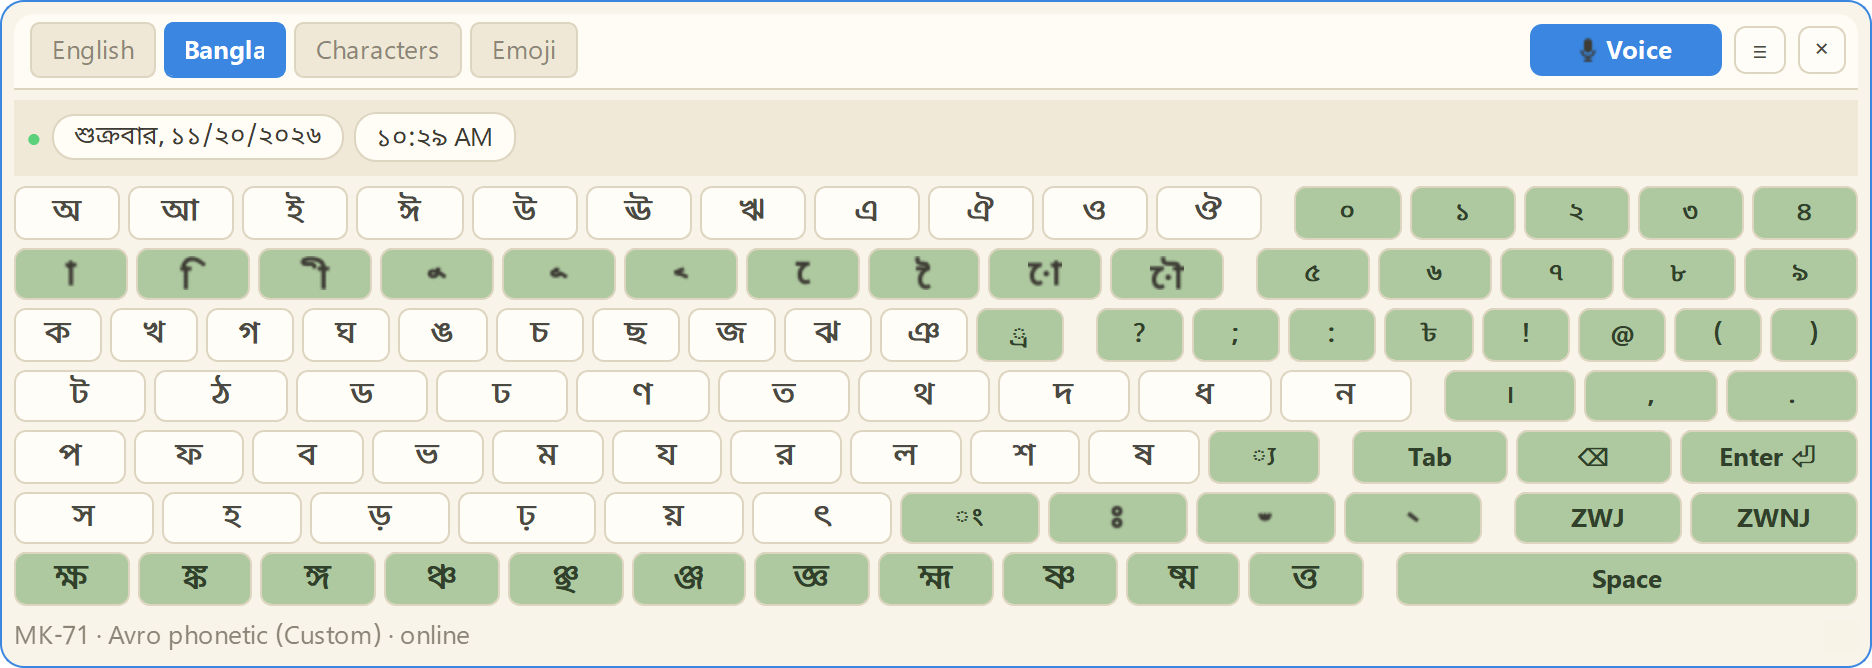 English Bangla Characters Emoji Voice ☰ ×
শুক্রবার, ১১/২০/২০২৬ ১০:২৯ AM
অ আ ই ঈ উ ঊ ঋ এ ঐ ও ঔ ০ ১ ২ ৩ ৪
া ি ী ু ূ ৃ ে ৈ ো ৌ ৫ ৬ ৭ ৮ ৯
ক খ গ ঘ ঙ চ ছ জ ঝ ঞ ্র ? ; : ৳ ! @ ( )
ট ঠ ড ঢ ণ ত থ দ ধ ন । , .
প ফ ব ভ ম য র ল শ ষ ্য Tab ⌫ Enter ⏎
স হ ড় ঢ় য় ৎ ং ঃ ঁ ্ ZWJ ZWNJ
ক্ষ ঙ্ক ঙ্গ ঞ্চ ঞ্ছ ঞ্জ জ্ঞ হ্ম ষ্ণ ষ্ম ত্ত Space
MK-71 · Avro phonetic (Custom) · online